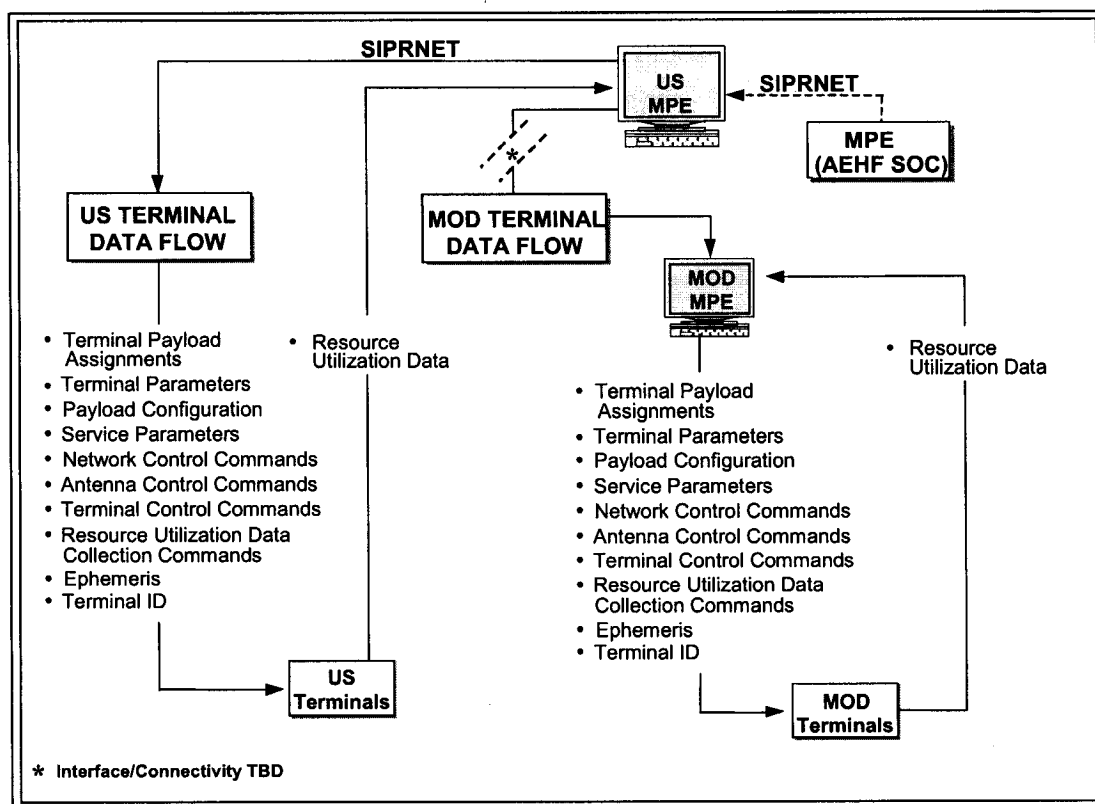 SIPRNET
US
MPE
SIPRNET
MPE
(AEHF SOC)
*
US TERMINAL
DATA FLOW
MOD TERMINAL
DATA FLOW
MOD
MPE
• Terminal Payload
Assignments
• Terminal Parameters
• Payload Configuration
• Service Parameters
• Network Control Commands
• Antenna Control Commands
• Terminal Control Commands
• Resource Utilization Data
Collection Commands
• Ephemeris
• Terminal ID
• Resource
Utilization Data
• Terminal Payload
Assignments
• Terminal Parameters
• Payload Configuration
• Service Parameters
• Network Control Commands
• Antenna Control Commands
• Terminal Control Commands
• Resource Utilization Data
Collection Commands
• Ephemeris
• Terminal ID
• Resource
Utilization Data
US
Terminals
MOD
Terminals
* Interface/Connectivity TBD